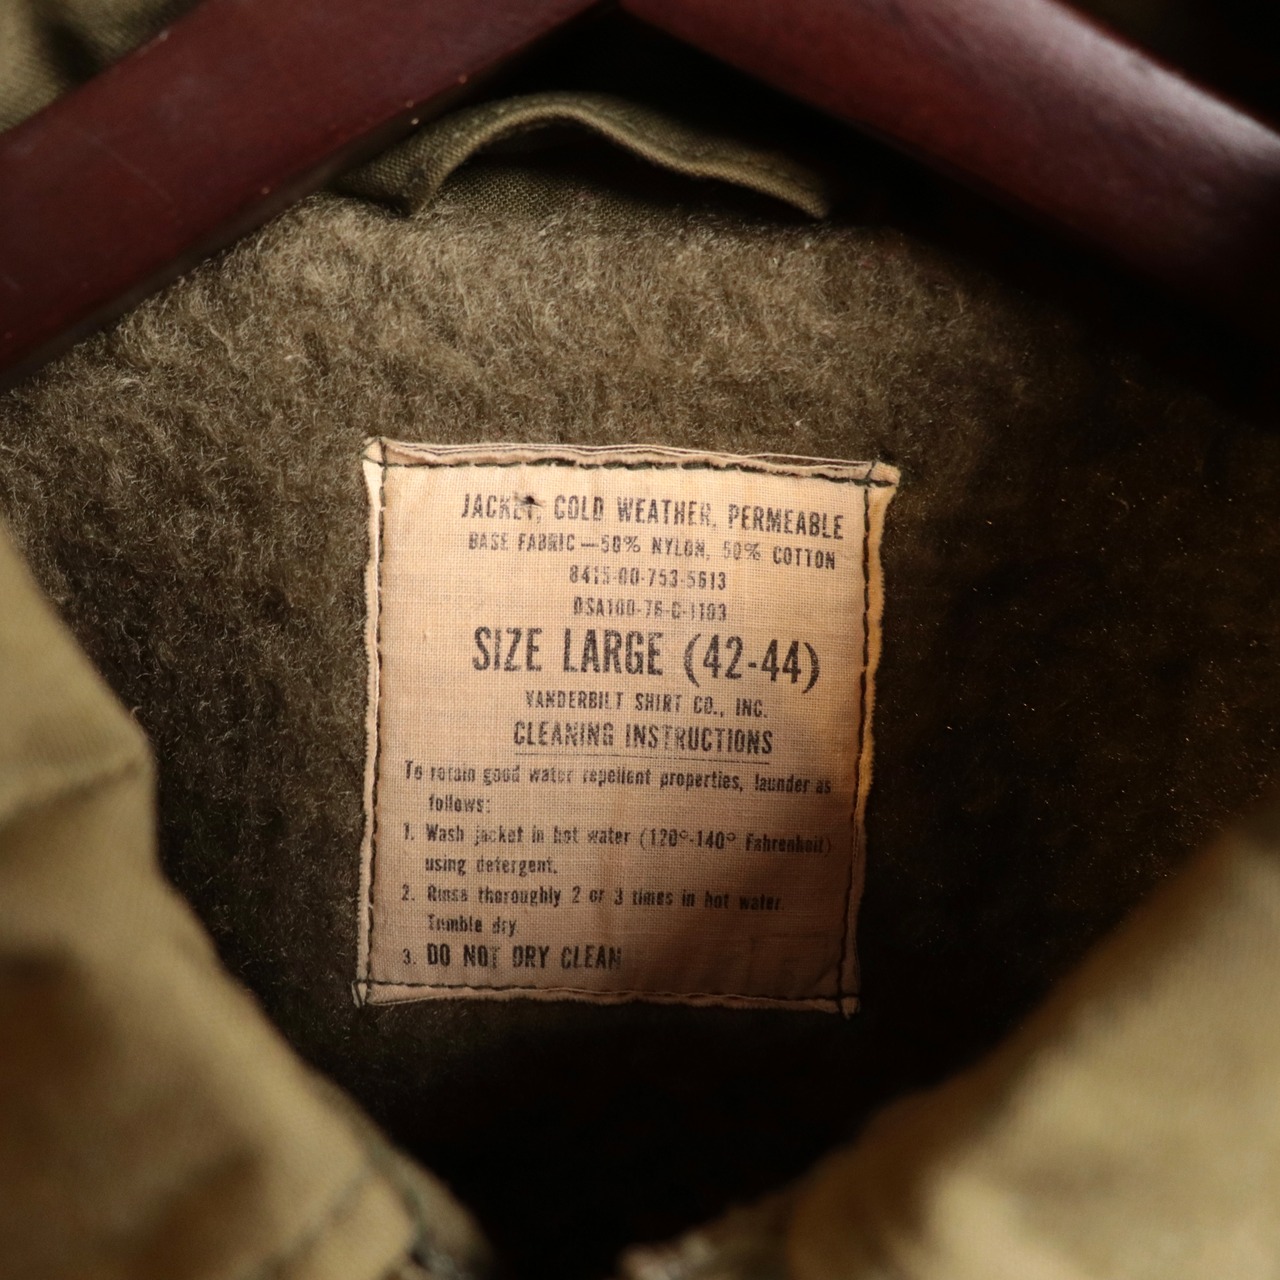 JACKET, COLD WEATHER, PERMEABLE
BASE FABRIC—50% NYLON, 50% COTTON
8415-00-753-5613
DSA100-76-C-1103
SIZE LARGE (42-44)
VANDERBILT SHIRT CO., INC.
CLEANING INSTRUCTIONS
To retain good water repellent properties, launder as
follows:
1. Wash jacket in hot water (120°-140° Fahrenheit)
using detergent.
2. Rinse thoroughly 2 or 3 times in hot water.
Tumble dry.
3. DO NOT DRY CLEAN